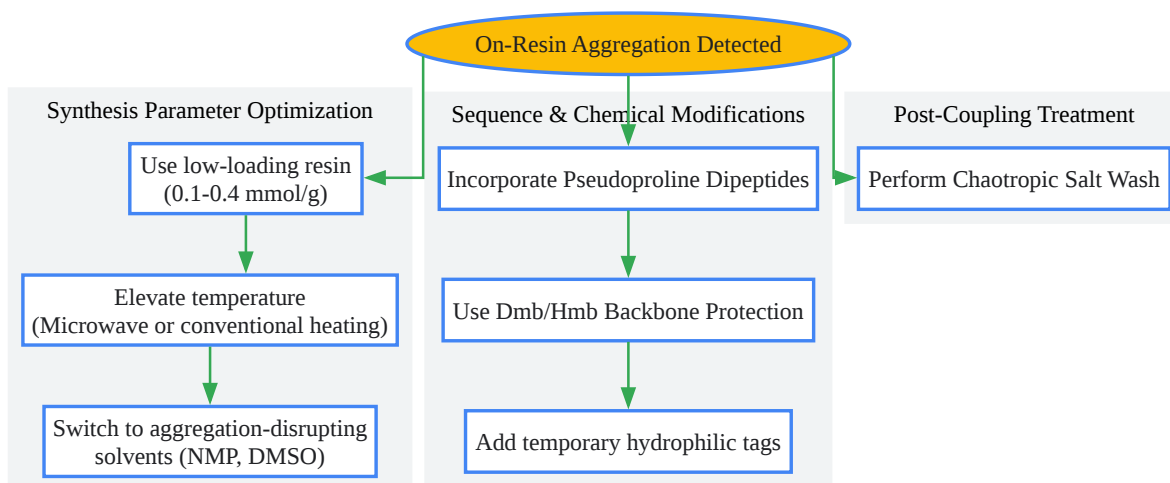 On-Resin Aggregation Detected
Synthesis Parameter Optimization
Use low-loading resin
(0.1-0.4 mmol/g)
Elevate temperature
(Microwave or conventional heating)
Switch to aggregation-disrupting
solvents (NMP, DMSO)
Sequence & Chemical Modifications
Incorporate Pseudoproline Dipeptides
Use Dmb/Hmb Backbone Protection
Add temporary hydrophilic tags
Post-Coupling Treatment
Perform Chaotropic Salt Wash